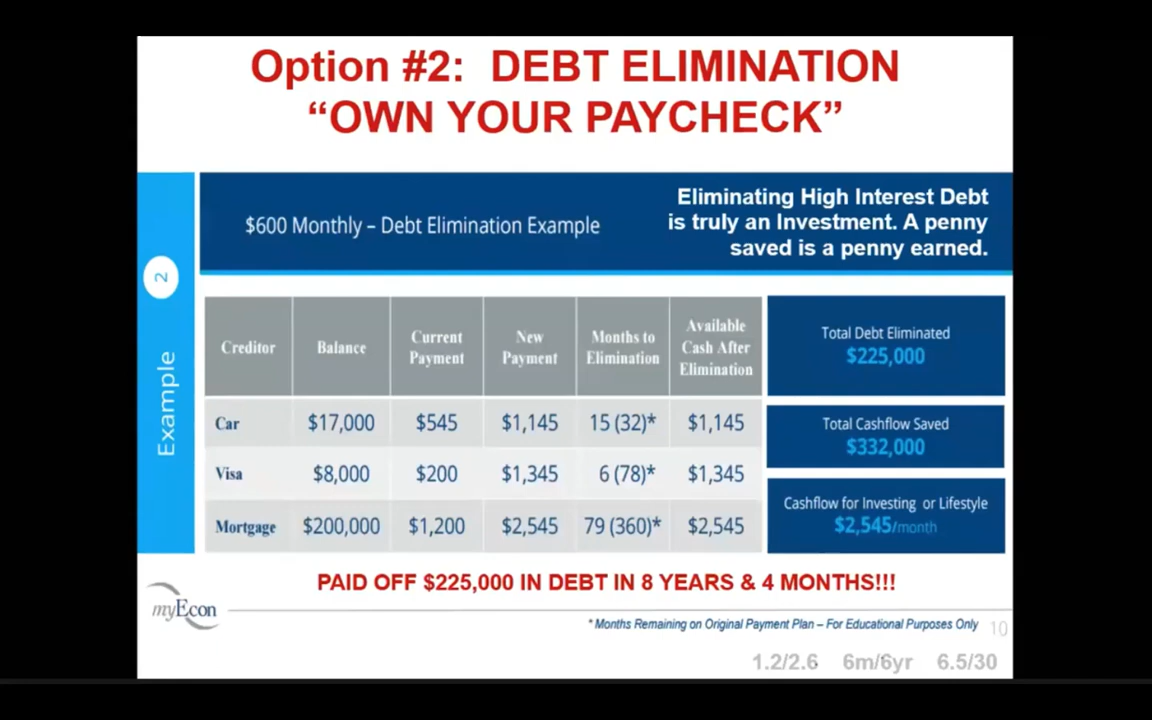 Option #2: DEBT ELIMINATION
“OWN YOUR PAYCHECK”
Example 2
$600 Monthly – Debt Elimination Example
Eliminating High Interest Debt
is truly an Investment. A penny
saved is a penny earned.
Creditor Balance Current Payment New Payment Months to Elimination Available Cash After Elimination
Car $17,000 $545 $1,145 15 (32)* $1,145
Visa $8,000 $200 $1,345 6 (78)* $1,345
Mortgage $200,000 $1,200 $2,545 79 (360)* $2,545
Total Debt Eliminated
$225,000
Total Cashflow Saved
$332,000
Cashflow for Investing or Lifestyle
$2,545/month
PAID OFF $225,000 IN DEBT IN 8 YEARS & 4 MONTHS!!!
myEcon
* Months Remaining on Original Payment Plan – For Educational Purposes Only
10
1.2/2.6 6m/6yr 6.5/30